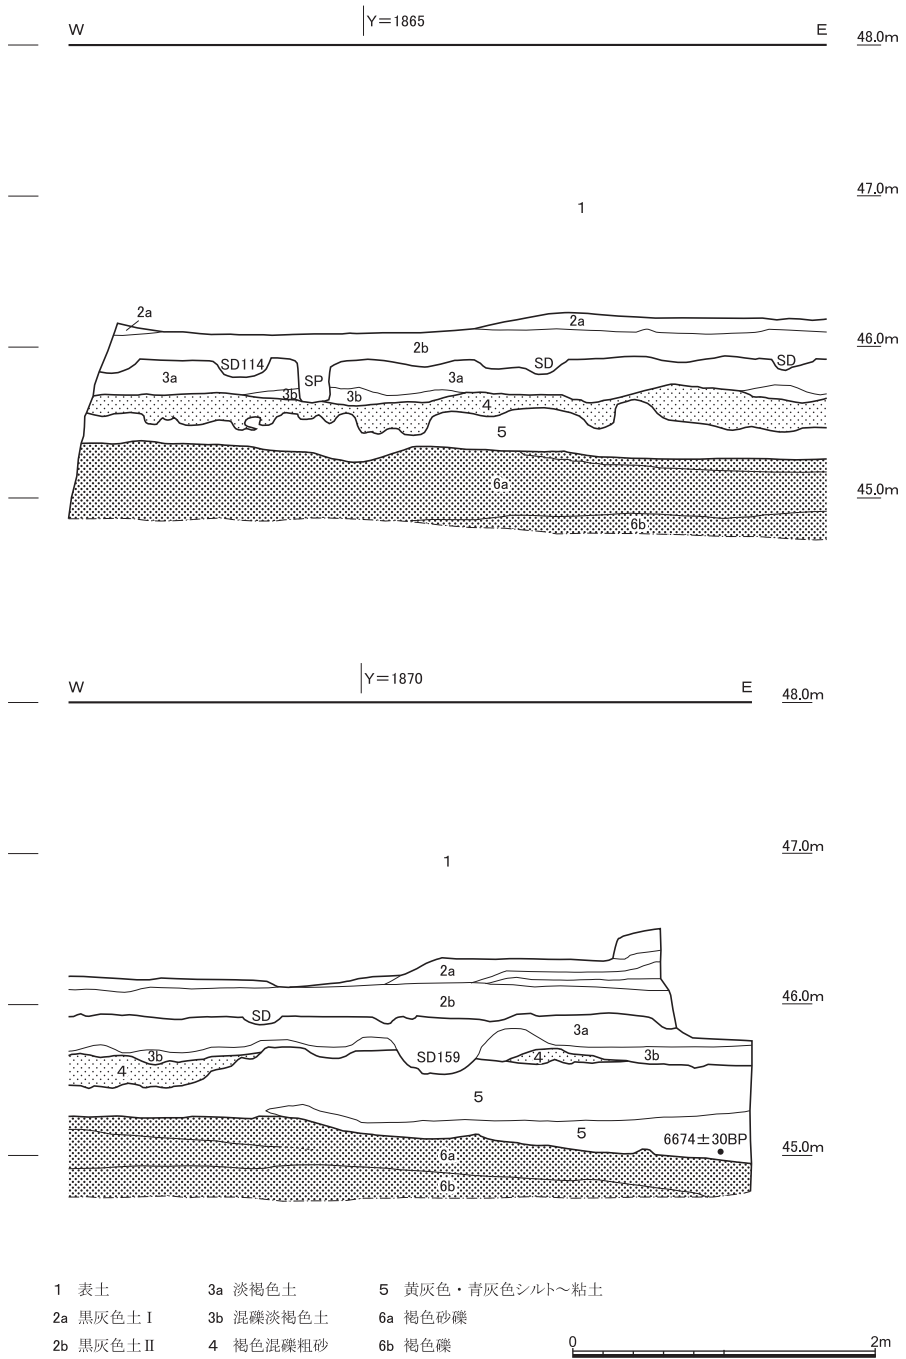 Y=1865
W E 48.0m
47.0m
1
2a 2a
2b 46.0m
SD114 SD SD
3a SP 3a
3b 3b
4
5
6a 45.0m
6b
Y=1870
W E 48.0m
47.0m
1
2a
2b 46.0m
SD
3a
3b SD159 4 3b
4
5
5
6674±30BP
6a 45.0m
6b
1 表土 3a 淡褐色土 5 黄灰色・青灰色シルト～粘土
2a 黒灰色土Ⅰ 3b 混礫淡褐色土 6a 褐色砂礫
2b 黒灰色土Ⅱ 4 褐色混礫粗砂 6b 褐色礫
0 2m